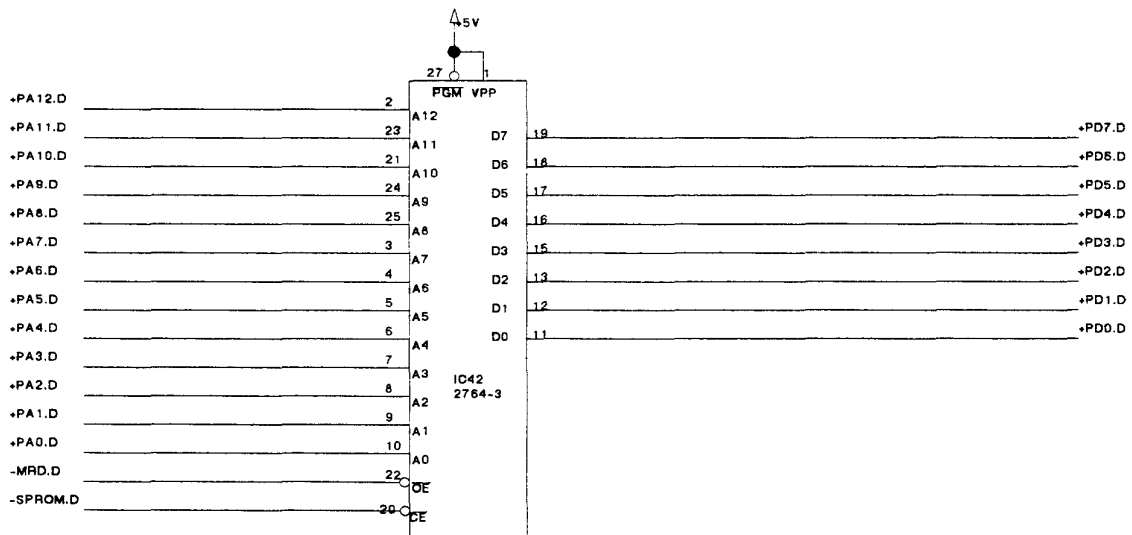 +5V
27 1
PGM VPP
+PA12.D 2 A12
+PA11.D 23 A11 D7 19 +PD7.D
+PA10.D 21 A10 D6 18 +PD6.D
+PA9.D 24 A9 D5 17 +PD5.D
+PA8.D 25 A8 D4 16 +PD4.D
+PA7.D 3 A7 D3 15 +PD3.D
+PA6.D 4 A6 D2 13 +PD2.D
+PA5.D 5 A5 D1 12 +PD1.D
+PA4.D 6 A4 D0 11 +PD0.D
+PA3.D 7 A3
IC42
+PA2.D 8 A2 2764-3
+PA1.D 9 A1
+PA0.D 10 A0
-MRD.D 22 OE
-SPROM.D 20 CE